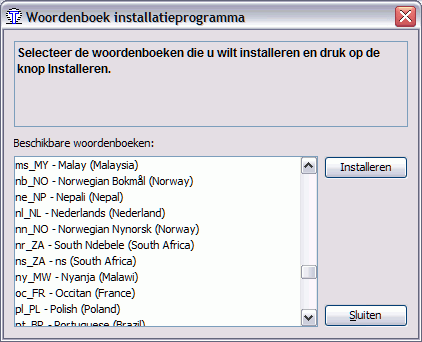 Woordenboek installatieprogramma
Selecteer de woordenboeken die u wilt installeren en druk op de
knop Installeren.
Beschikbare woordenboeken:
ms_MY - Malay (Malaysia)
nb_NO - Norwegian Bokmål (Norway)
ne_NP - Nepali (Nepal)
nl_NL - Nederlands (Nederland)
nn_NO - Norwegian Nynorsk (Norway)
nr_ZA - South Ndebele (South Africa)
ns_ZA - ns (South Africa)
ny_MW - Nyanja (Malawi)
oc_FR - Occitan (France)
pl_PL - Polish (Poland)
pt_BR - Portuguese (Brazil)
Installeren
Sluiten